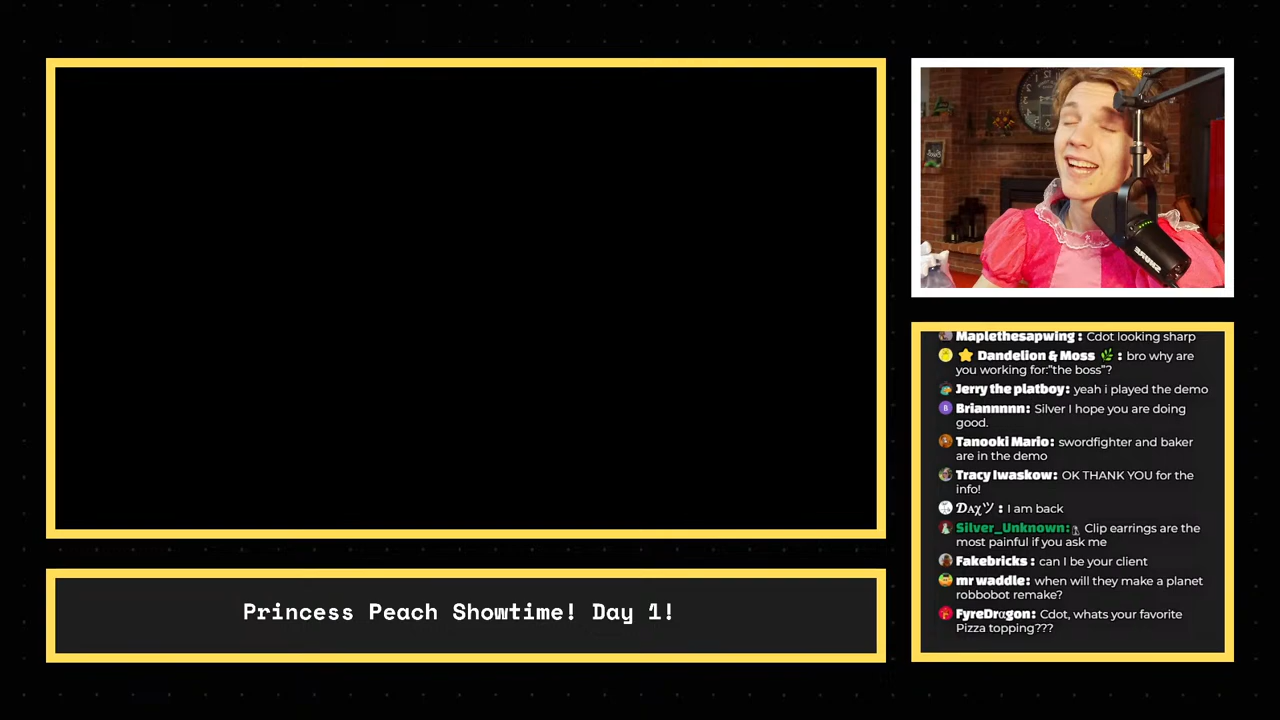 Maplethesapwing : Cdot looking sharp
Dandelion & Moss : bro why are
you working for:"the boss"?
Jerry the platboy : yeah i played the demo
Briannnnn : Silver I hope you are doing
good.
Tanooki Mario : swordfighter and baker
are in the demo
Tracy Iwaskow : OK THANK YOU for the
info!
Dᴀχツ : I am back
Silver_Unknown : Clip earrings are the
most painful if you ask me
Fakebricks : can I be your client
mr waddle : when will they make a planet
robbobot remake?
FyreDrαgon : Cdot, whats your favorite
Pizza topping???
Princess Peach Showtime! Day 1!